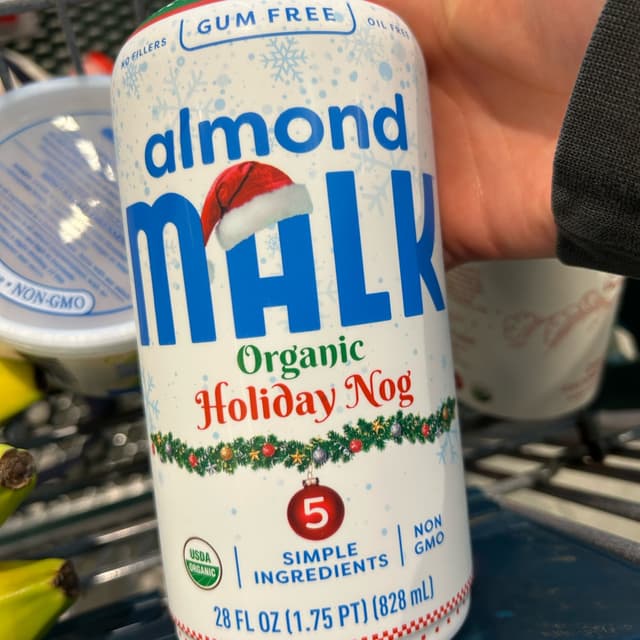 NO FILLERS
GUM FREE
OIL FREE
almond
MALK
Organic
Holiday Nog
5
SIMPLE
INGREDIENTS
NON
GMO
USDA
ORGANIC
28 FL OZ (1.75 PT) (828 mL)
NON-GMO